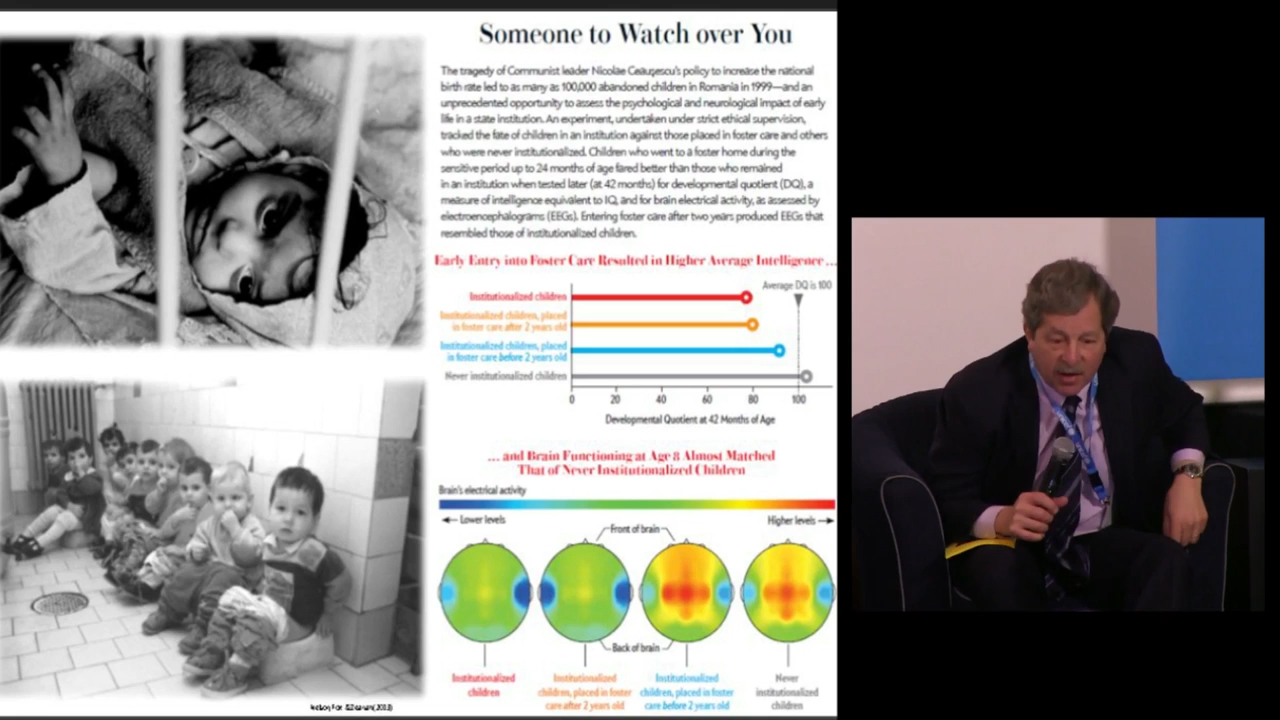 Someone to Watch over You
The tragedy of Communist leader Nicolae Ceauşescu's policy to increase the national
birth rate led to as many as 100,000 abandoned children in Romania in 1999—and an
unprecedented opportunity to assess the psychological and neurological impact of early
life in a state institution. An experiment, undertaken under strict ethical supervision,
tracked the fate of children in an institution against those placed in foster care and others
who were never institutionalized. Children who went to a foster home during the
sensitive period up to 24 months of age fared better than those who remained
in an institution when tested later (at 42 months) for developmental quotient (DQ), a
measure of intelligence equivalent to IQ, and for brain electrical activity, as assessed by
electroencephalograms (EEGs). Entering foster care after two years produced EEGs that
resembled those of institutionalized children.
Early Entry into Foster Care Resulted in Higher Average Intelligence ...
Average DQ is 100
Institutionalized children
Institutionalized children, placed
in foster care after 2 years old
Institutionalized children, placed
in foster care before 2 years old
Never institutionalized children
0 20 40 60 80 100
Developmental Quotient at 42 Months of Age
... and Brain Functioning at Age 8 Almost Matched
That of Never Institutionalized Children
Brain's electrical activity
Lower levels
Higher levels
Front of brain
Back of brain
Institutionalized
children
Institutionalized
children, placed in foster
care after 2 years old
Institutionalized
children, placed in foster
care before 2 years old
Never
institutionalized
children